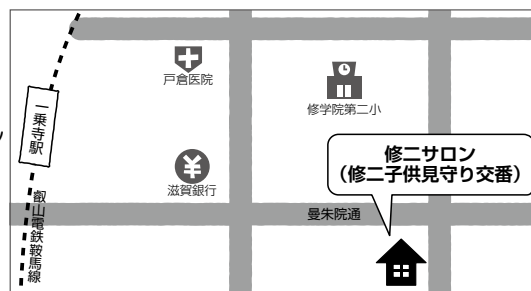 戸倉医院
修学院第二小
一乗寺駅
滋賀銀行
修二サロン
（修二子供見守り交番）
曼朱院通
叡山電鉄鞍馬線